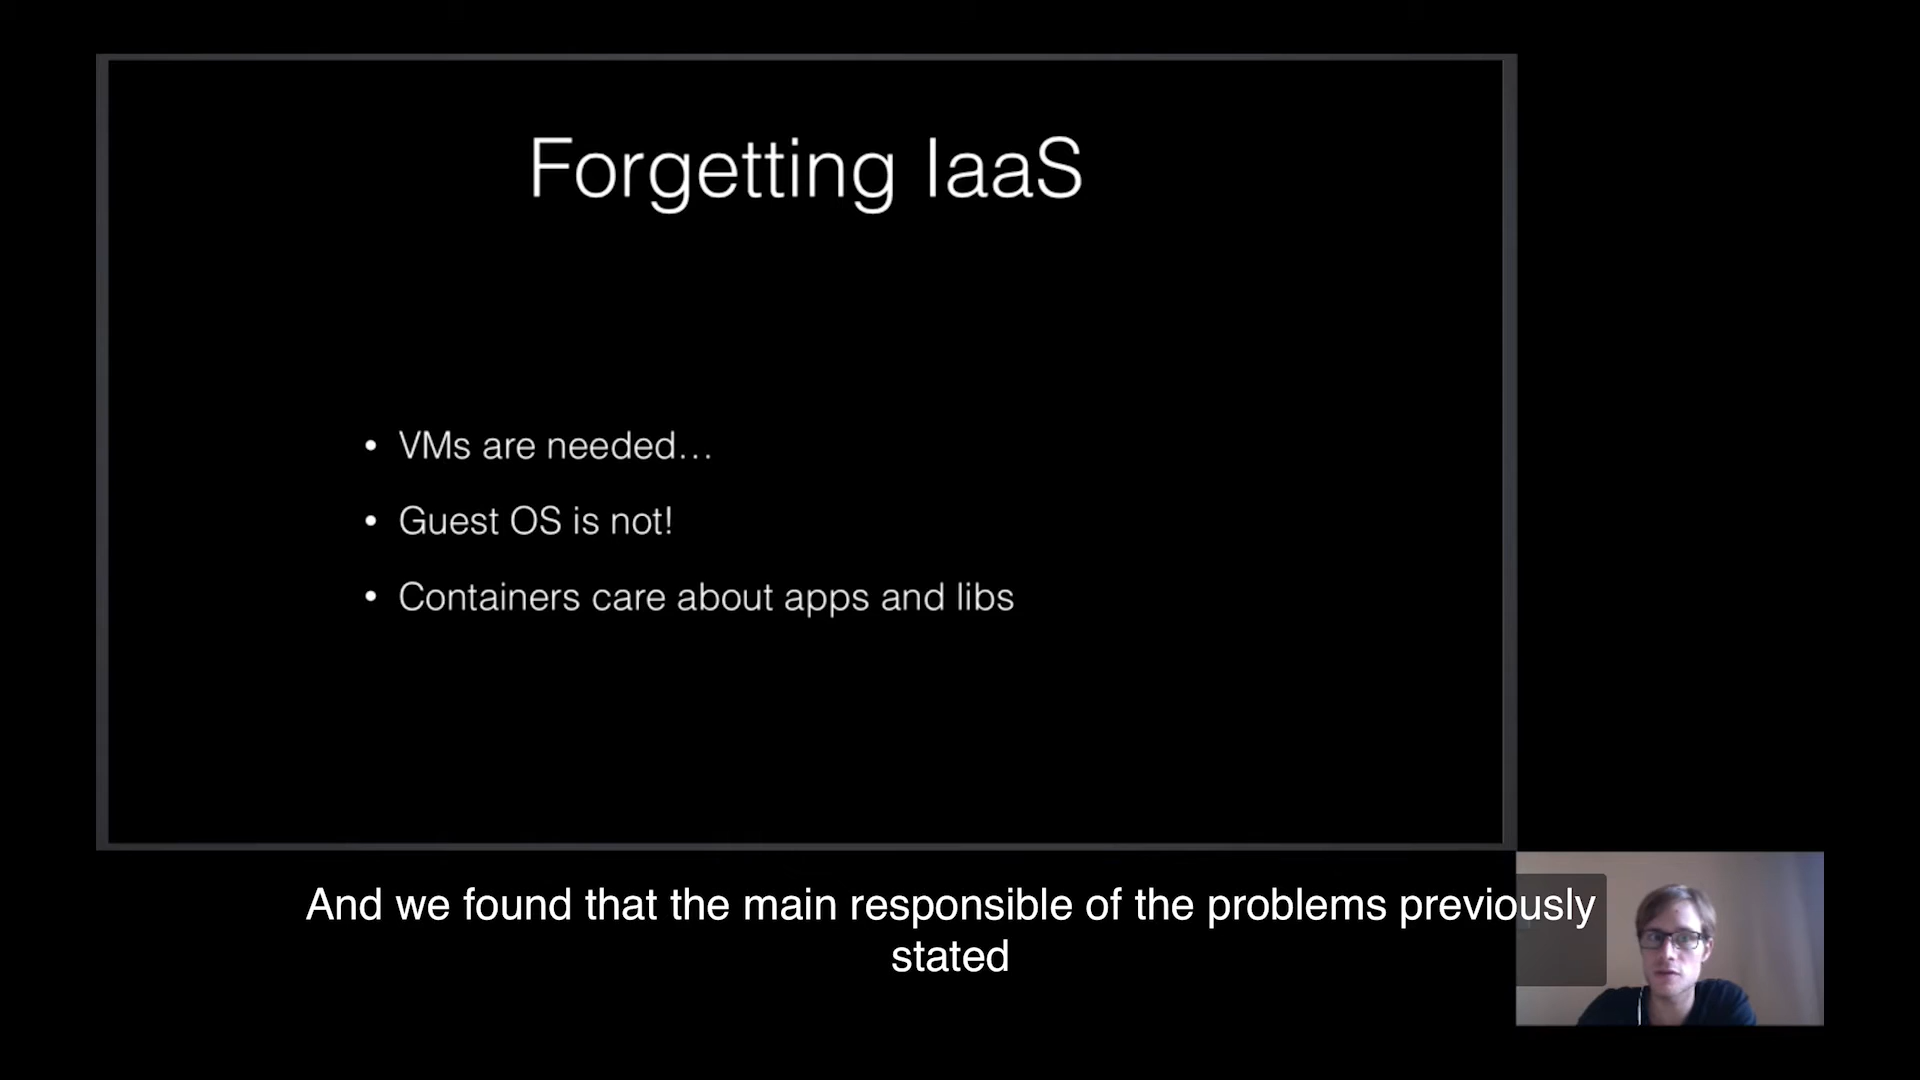 Forgetting IaaS
• VMs are needed…
• Guest OS is not!
• Containers care about apps and libs
And we found that the main responsible of the problems previously
stated